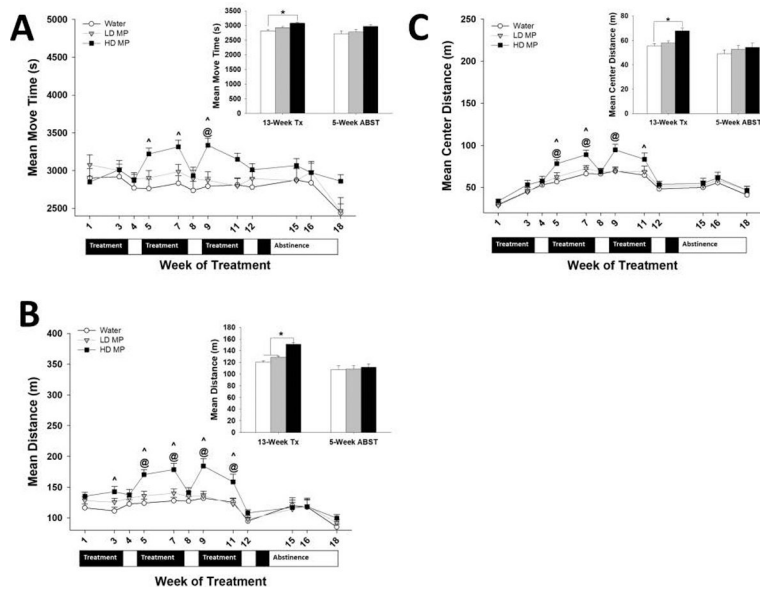 A
Mean Move Time (s)
5000
4500
4000
3500
3000
2500
Water
LD MP
HD MP
^
^
^
@
1
3
4
5
7
8
9
11
12
15
16
18
Treatment
Treatment
Treatment
Abstinence
Week of Treatment
Mean Move Time (s)
3500
3000
2500
2000
1500
1000
500
0
*
13-Week Tx
5-Week ABST
C
Mean Center Distance (m)
250
200
150
100
50
Water
LD MP
HD MP
^
@
^
@
@
^
1
3
4
5
7
8
9
11
12
15
16
18
Treatment
Treatment
Treatment
Abstinence
Week of Treatment
Mean Center Distance (m)
80
60
40
20
0
*
13-Week Tx
5-Week ABST
B
Mean Distance (m)
400
350
300
250
200
150
100
Water
LD MP
HD MP
^
^
@
^
@
^
@
^
@
1
3
4
5
7
8
9
11
12
15
16
18
Treatment
Treatment
Treatment
Abstinence
Week of Treatment
Mean Distance (m)
180
160
140
120
100
80
60
40
20
0
*
13-Week Tx
5-Week ABST